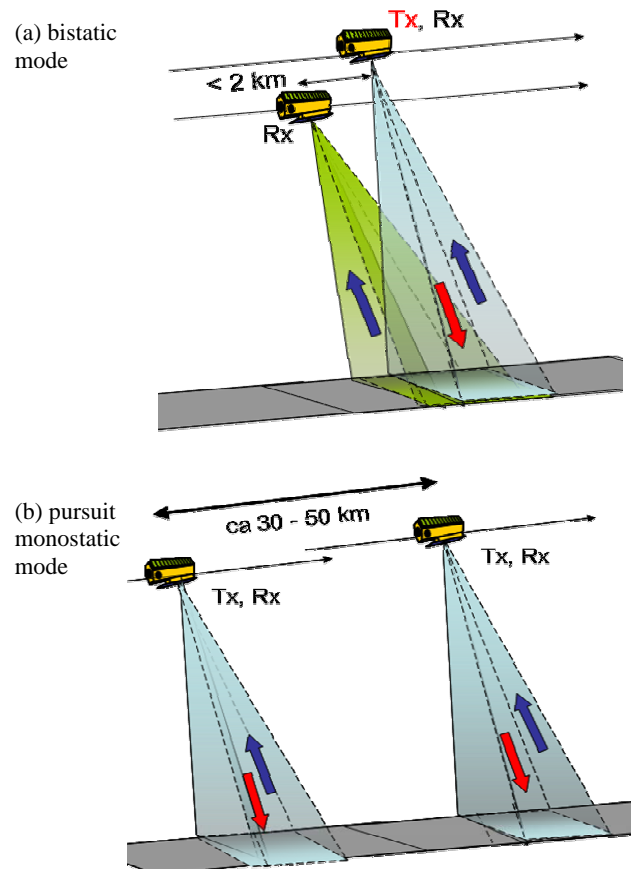 (a) bistatic
mode
Tx, Rx
< 2 km
Rx
(b) pursuit
monostatic
mode
ca 30 - 50 km
Tx, Rx
Tx, Rx